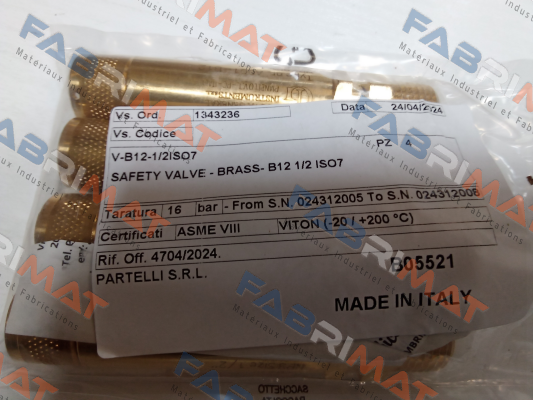 Vs. Ord. 1343236 Data 24/04/2024
Vs. Codice
V-B12-1/2ISO7 PZ 4
SAFETY VALVE - BRASS- B12 1/2 ISO7
Taratura 16 bar - From S.N. 024312005 To S.N. 024312008
Certificati ASME VIII VITON (-20 / +200 °C)
Rif. Off. 4704/2024.
PARTELLI S.R.L.
B05521
MADE IN ITALY
FABRIMAT
Materiaux Industriels et Fabrications
SACCHETTO